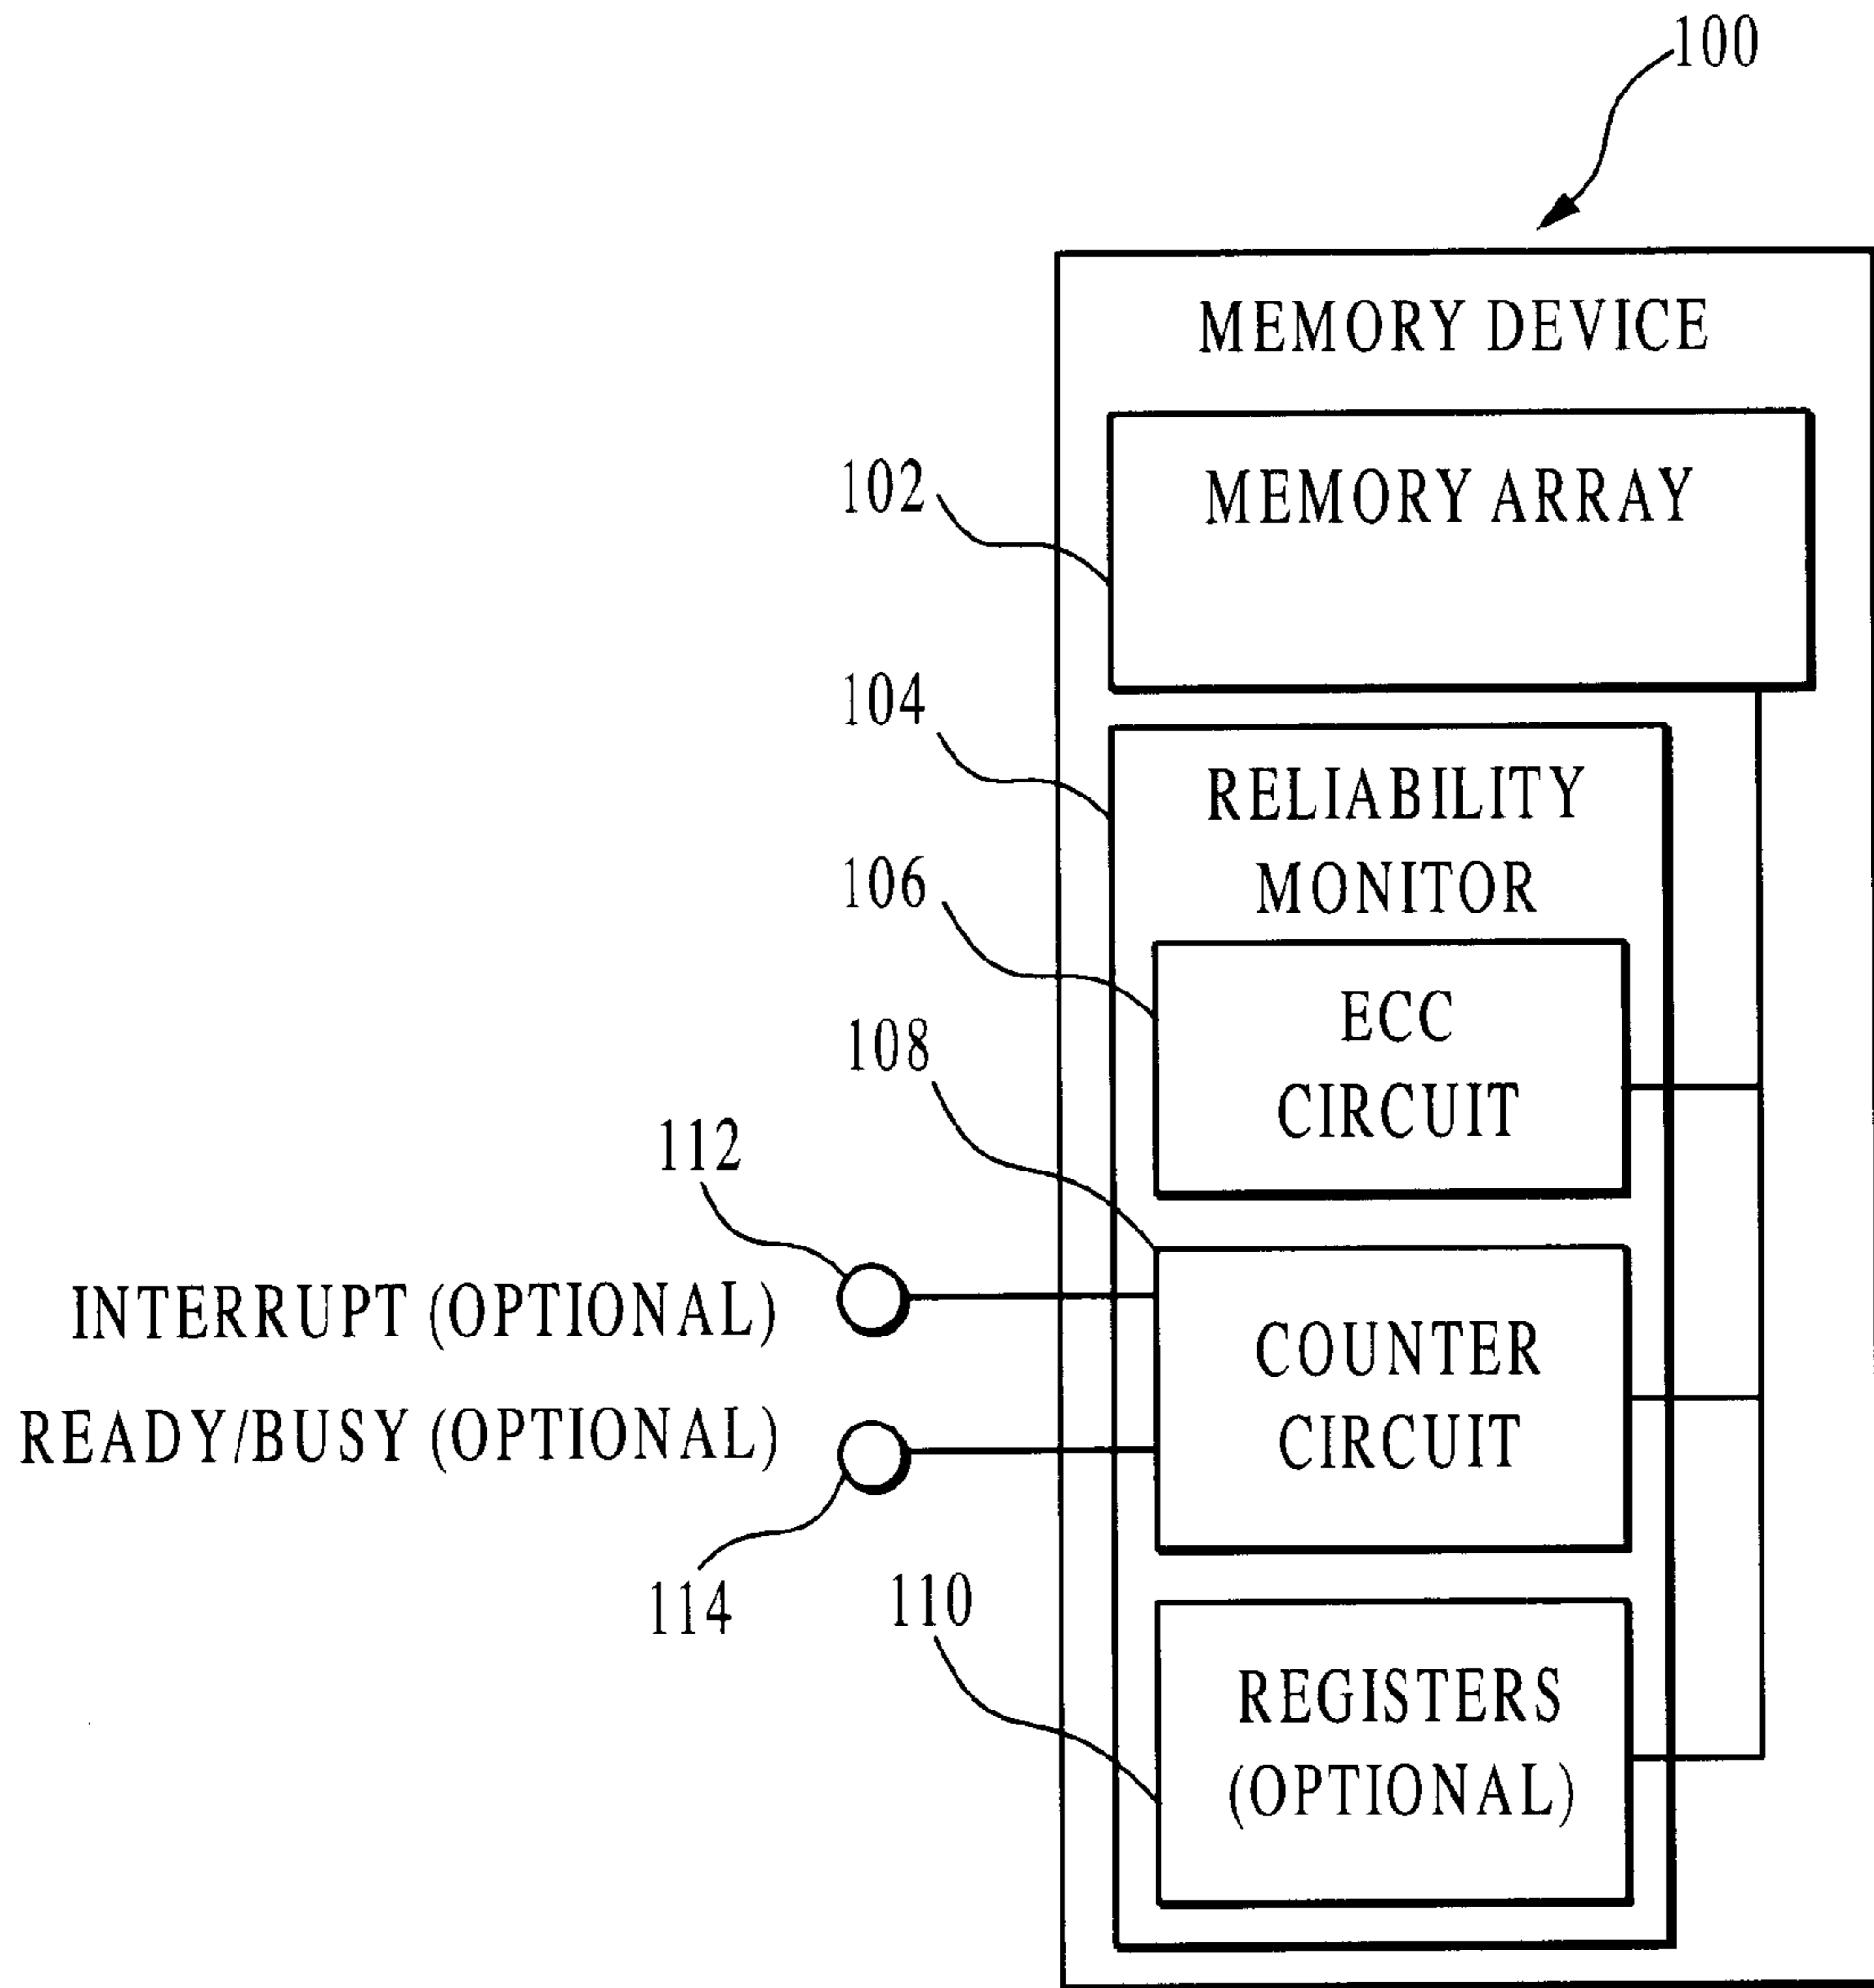 100
MEMORY DEVICE
102
MEMORY ARRAY
104
RELIABILITY
MONITOR
106
ECC
CIRCUIT
108
112
INTERRUPT (OPTIONAL)
COUNTER
CIRCUIT
READY/BUSY (OPTIONAL)
114
110
REGISTERS
(OPTIONAL)